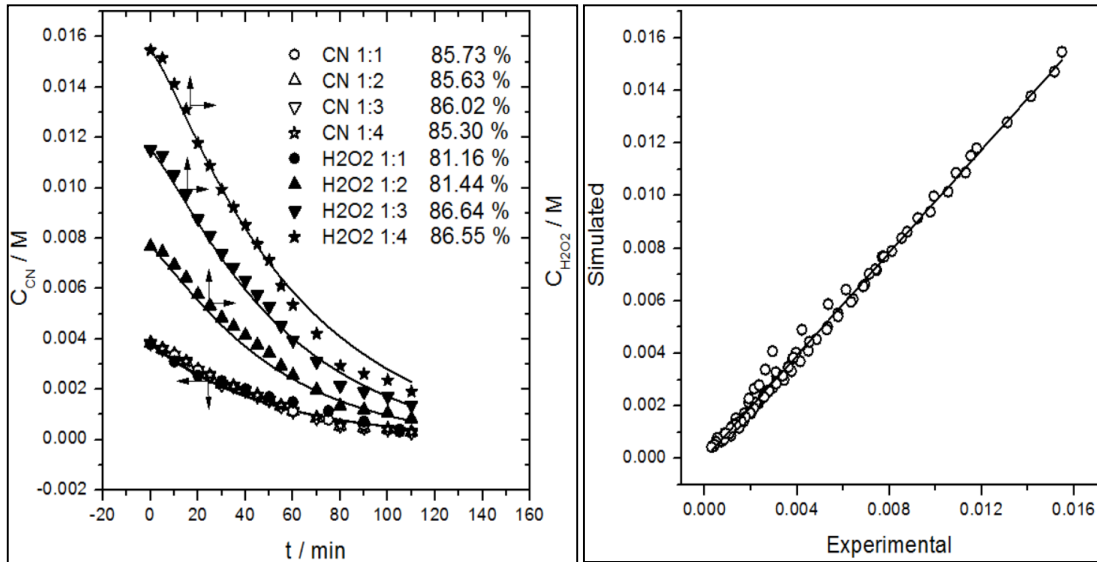 0.016
0.014
0.012
0.010
0.008
0.006
0.004
0.002
0.000
-0.002
C_CN / M
CN 1:1 85.73 %
CN 1:2 85.63 %
CN 1:3 86.02 %
CN 1:4 85.30 %
H2O2 1:1 81.16 %
H2O2 1:2 81.44 %
H2O2 1:3 86.64 %
H2O2 1:4 86.55 %
-20 0 20 40 60 80 100 120 140 160
t / min
C_H2O2 / M
Simulated
0.016
0.014
0.012
0.010
0.008
0.006
0.004
0.002
0.000
0.000 0.004 0.008 0.012 0.016
Experimental